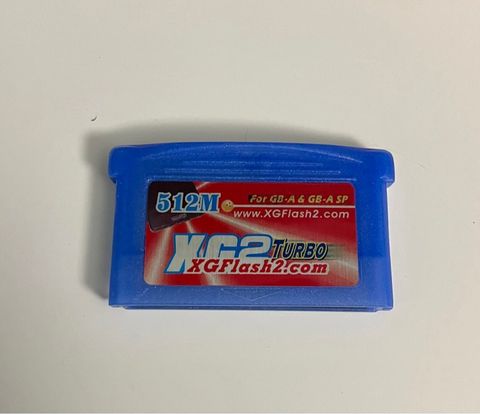 512M
For GB-A & GB-A SP
www.XGFlash2.com
XG2 TURBO
XGFlash2.com